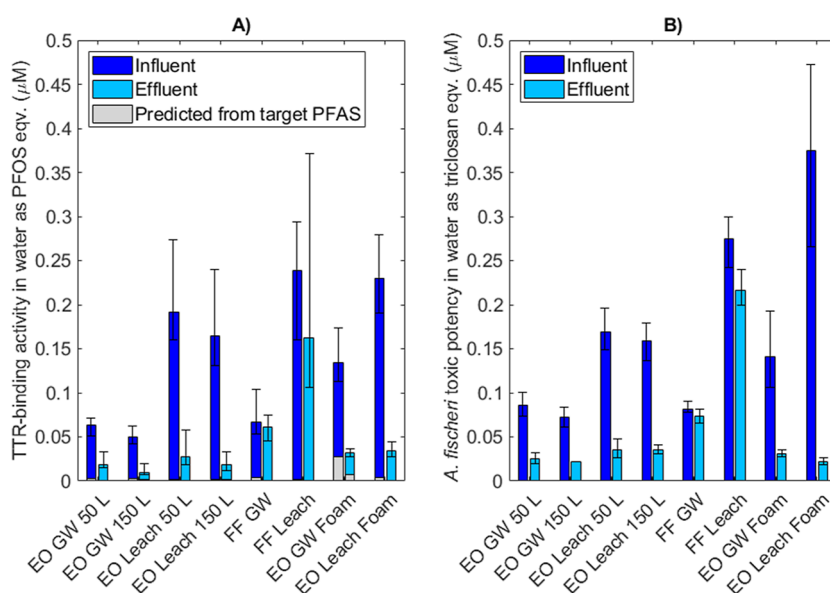 A)
TTR-binding activity in water as PFOS eqv. (μM)
0.5
0.45
0.4
0.35
0.3
0.25
0.2
0.15
0.1
0.05
0
Influent
Effluent
Predicted from target PFAS
EO GW 50 L
EO GW 150 L
EO Leach 50 L
EO Leach 150 L
FF GW
FF Leach
EO GW Foam
EO Leach Foam
B)
A. fischeri toxic potency in water as triclosan eqv. (μM)
0.5
0.45
0.4
0.35
0.3
0.25
0.2
0.15
0.1
0.05
0
Influent
Effluent
EO GW 50 L
EO GW 150 L
EO Leach 50 L
EO Leach 150 L
FF GW
FF Leach
EO GW Foam
EO Leach Foam